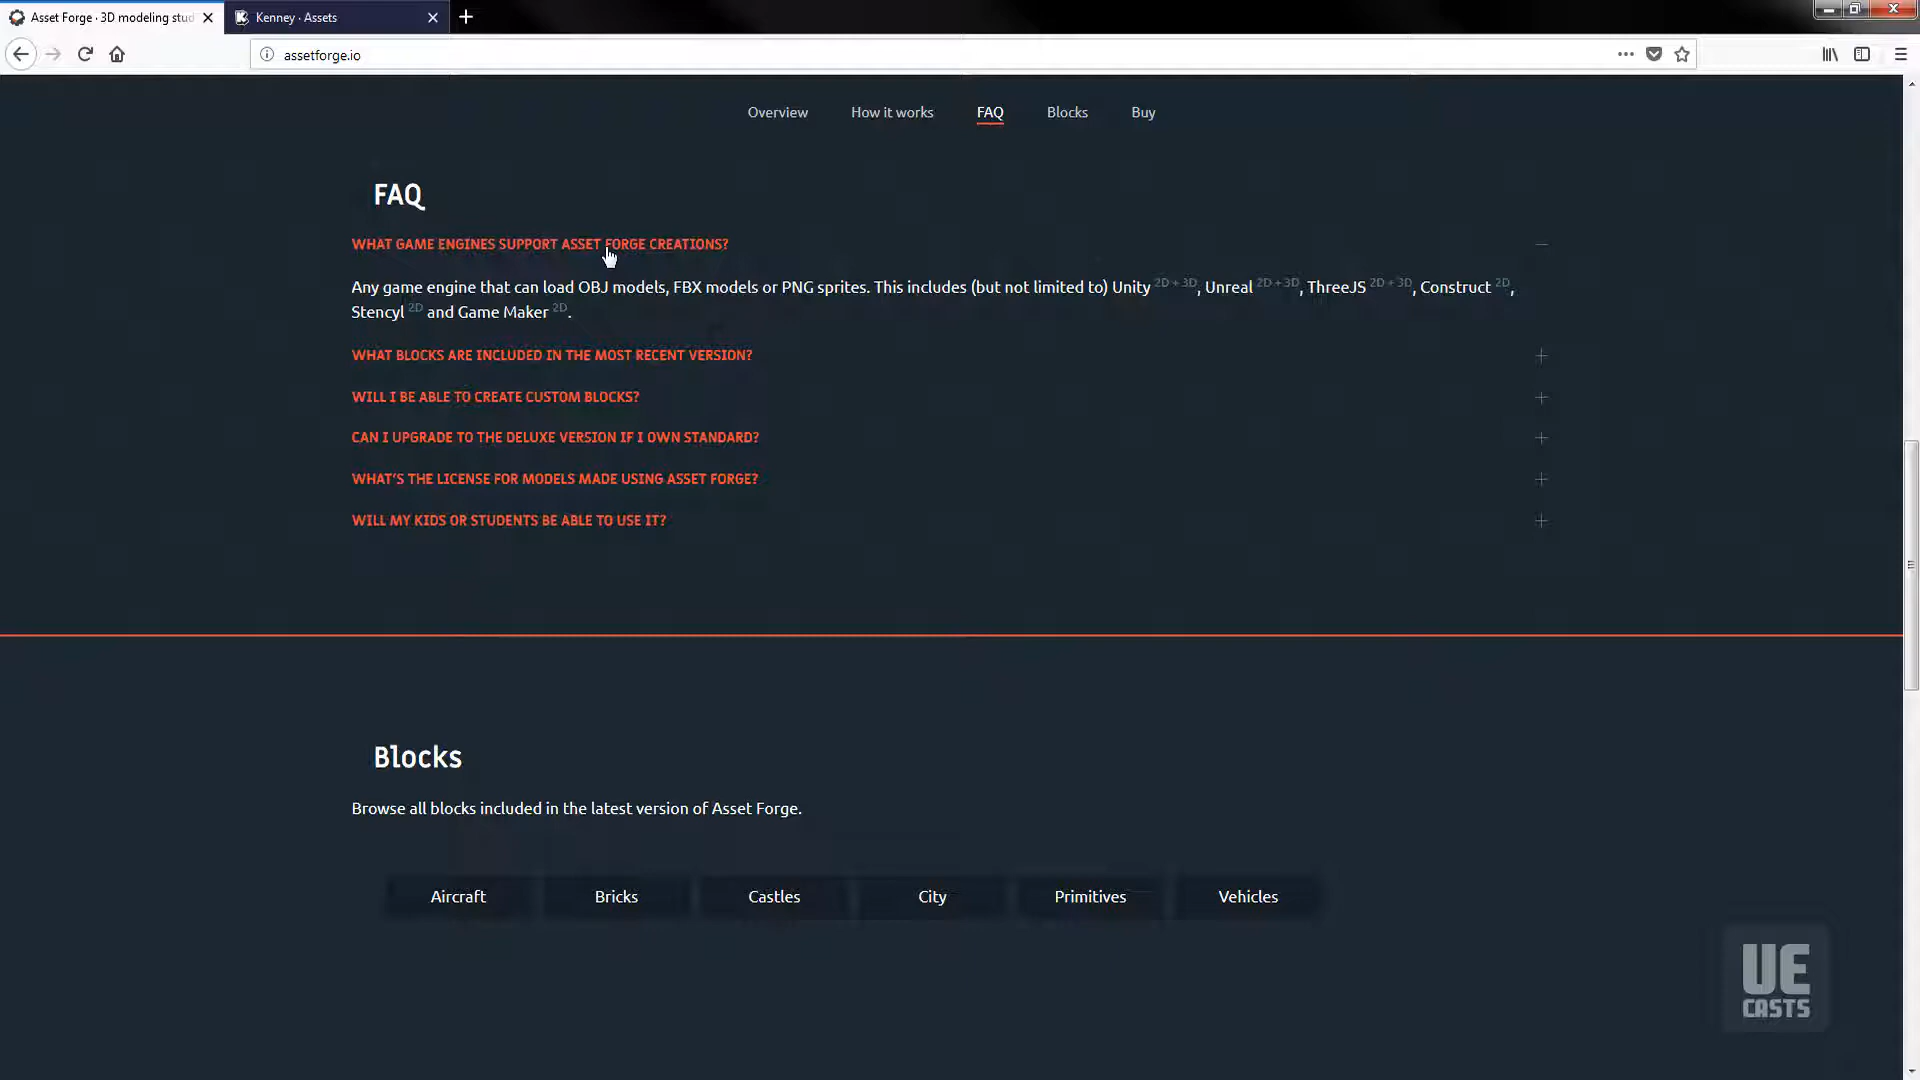 Asset Forge · 3D modeling stud
Kenney · Assets
assetforge.io
Overview
How it works
FAQ
Blocks
Buy
FAQ
WHAT GAME ENGINES SUPPORT ASSET FORGE CREATIONS?
Any game engine that can load OBJ models, FBX models or PNG sprites. This includes (but not limited to) Unity 2D + 3D, Unreal 2D + 3D, ThreeJS 2D + 3D, Construct 2D,
Stencyl 2D and Game Maker 2D.
WHAT BLOCKS ARE INCLUDED IN THE MOST RECENT VERSION?
WILL I BE ABLE TO CREATE CUSTOM BLOCKS?
CAN I UPGRADE TO THE DELUXE VERSION IF I OWN STANDARD?
WHAT'S THE LICENSE FOR MODELS MADE USING ASSET FORGE?
WILL MY KIDS OR STUDENTS BE ABLE TO USE IT?
Blocks
Browse all blocks included in the latest version of Asset Forge.
Aircraft
Bricks
Castles
City
Primitives
Vehicles
UE
CASTS